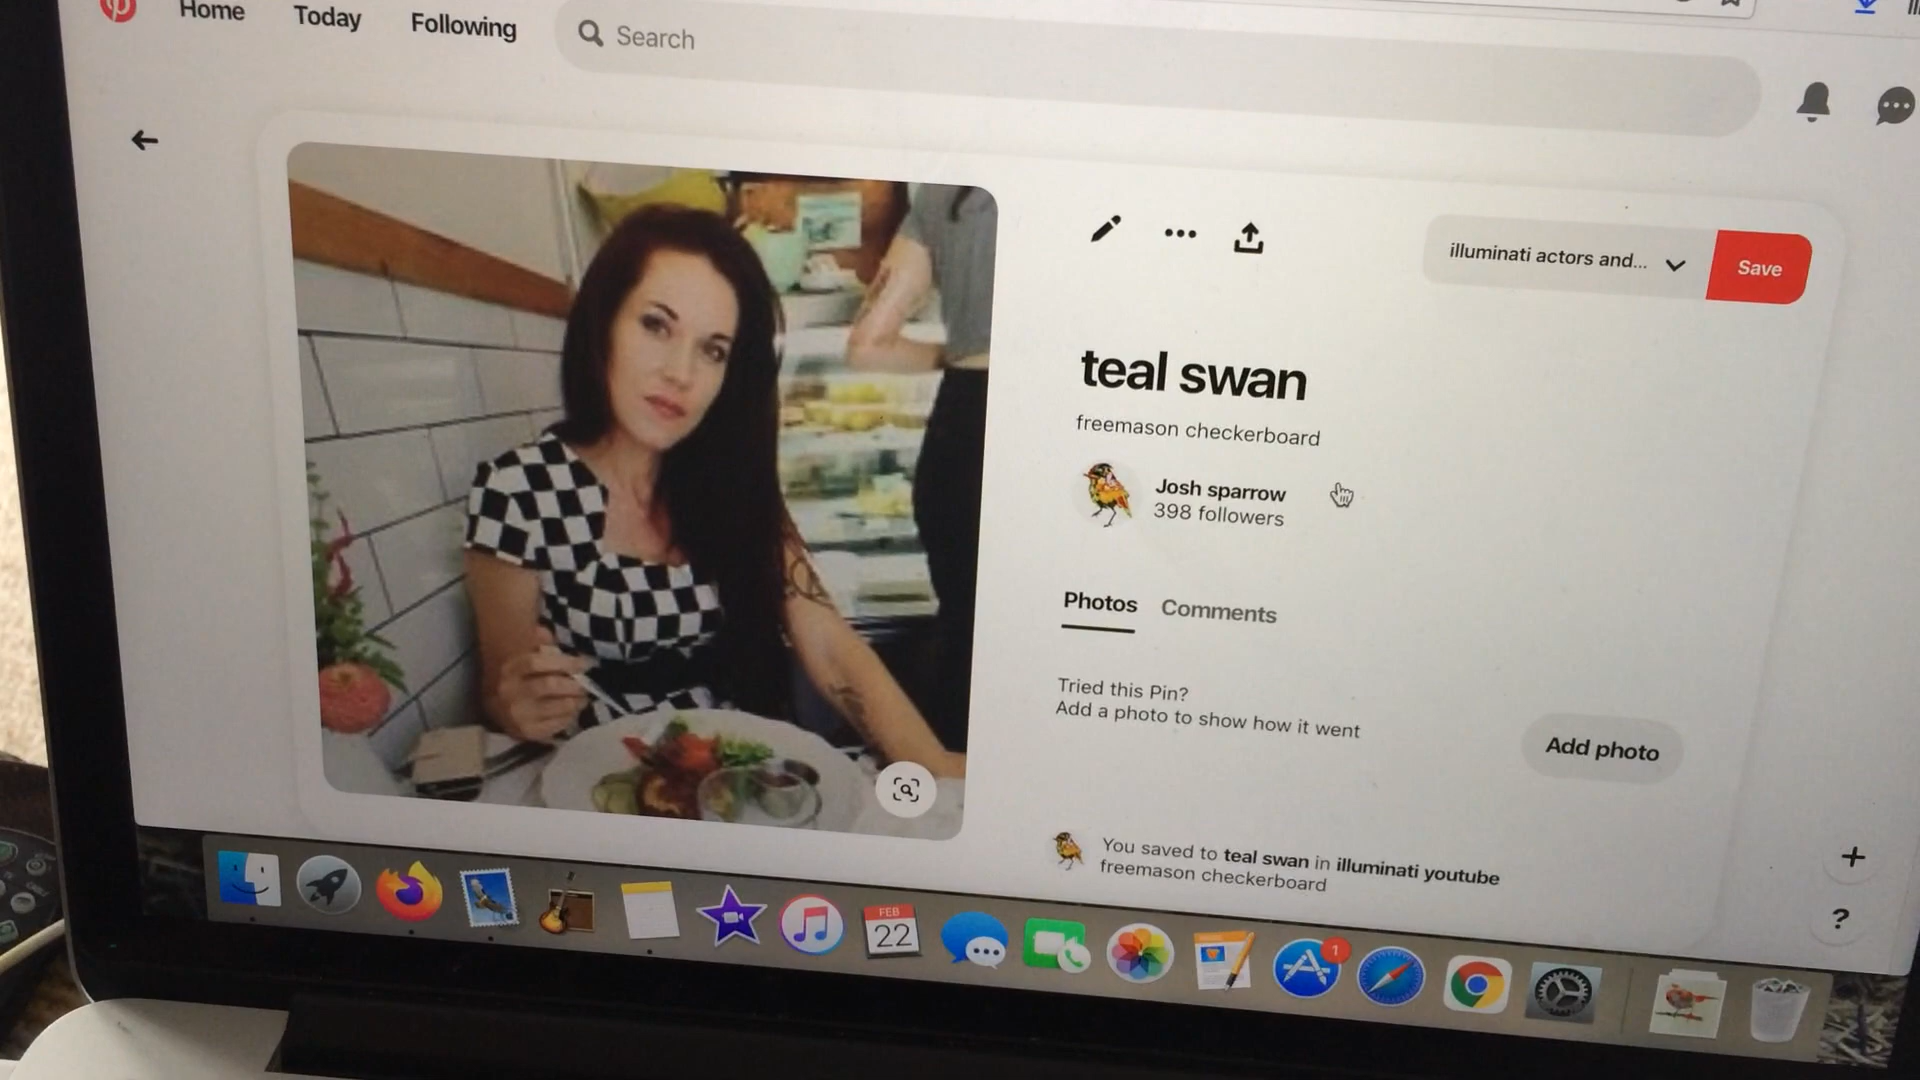 Home
Today
Following
Search
illuminati actors and...
Save
teal swan
freemason checkerboard
Josh sparrow
398 followers
Photos
Comments
Tried this Pin?
Add a photo to show how it went
Add photo
You saved to teal swan in illuminati youtube
freemason checkerboard
+
?
FEB
22
1